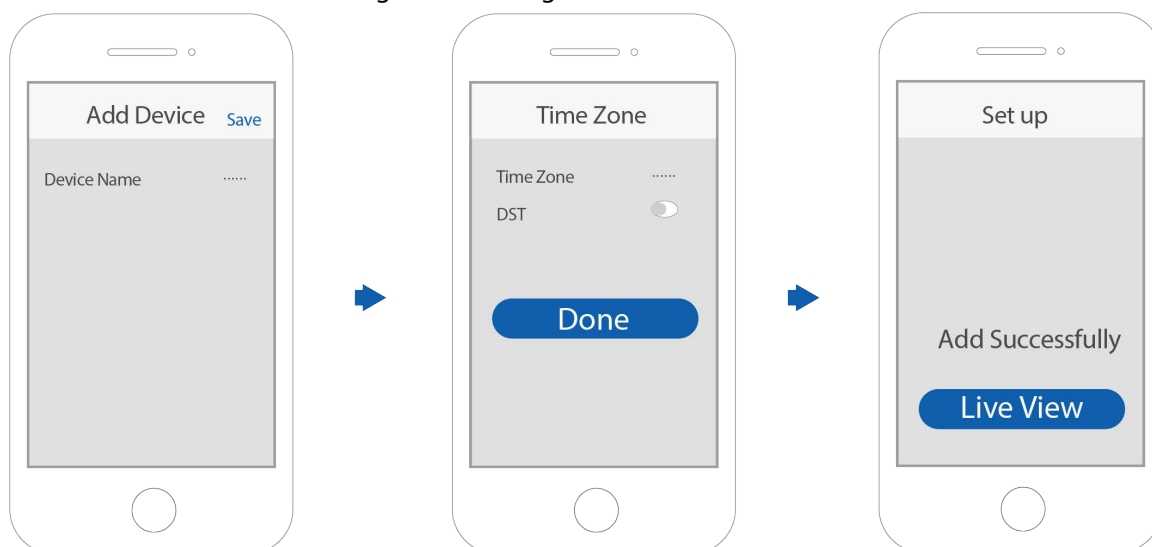 Add Device Save
Device Name ......
Time Zone
Time Zone ......
DST
Done
Set up
Add Successfully
Live View